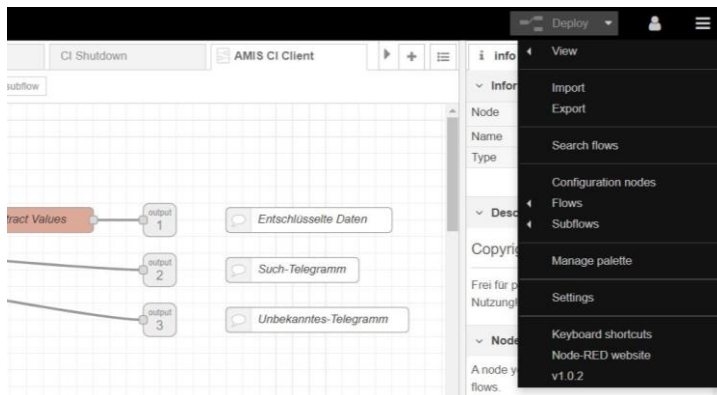 Deploy
CI Shutdown
AMIS CI Client
i info
subflow
Infor
Node
Name
Type
Desc
Copyrig
Frei für p
Nutzung
Node
A node y
flows.
tract Values
output
1
Entschlüsselte Daten
output
2
Such-Telegramm
output
3
Unbekanntes-Telegramm
View
Import
Export
Search flows
Configuration nodes
Flows
Subflows
Manage palette
Settings
Keyboard shortcuts
Node-RED website
v1.0.2